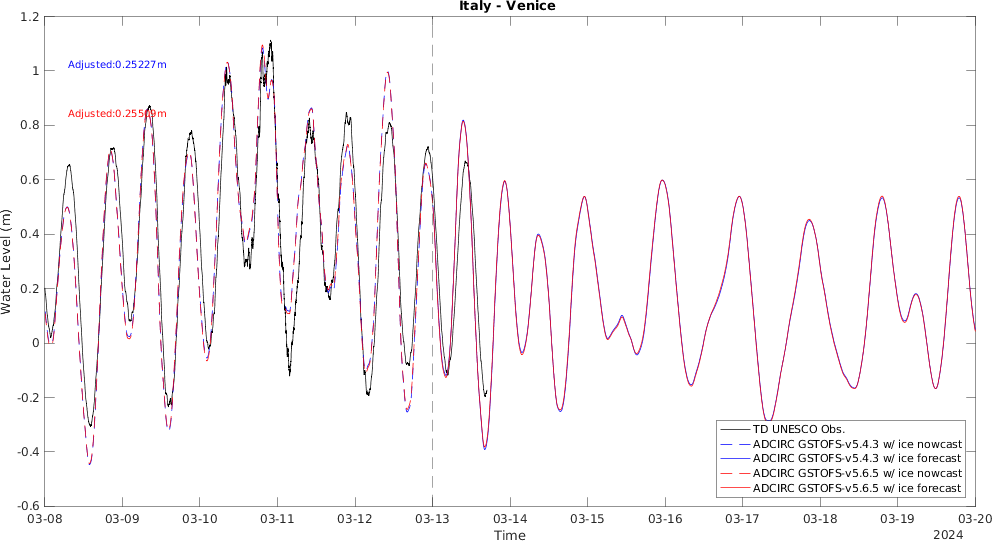 Italy - Venice
1.2
1
0.8
0.6
0.4
0.2
0
-0.2
-0.4
-0.6
Water Level (m)
Adjusted:0.25227m
TD UNESCO Obs.
ADCIRC GSTOFS-v5.4.3 w/ ice nowcast
ADCIRC GSTOFS-v5.4.3 w/ ice forecast
ADCIRC GSTOFS-v5.6.5 w/ ice nowcast
ADCIRC GSTOFS-v5.6.5 w/ ice forecast
03-08 03-09 03-10 03-11 03-12 03-13 03-14 03-15 03-16 03-17 03-18 03-19 03-20
Time
2024